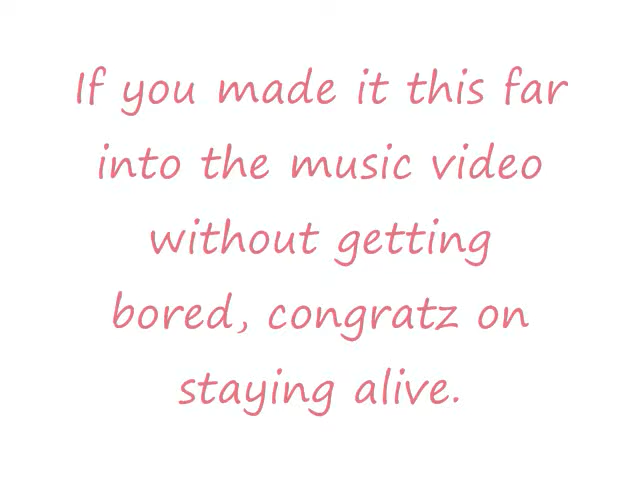 If you made it this far
into the music video
without getting
bored, congratz on
staying alive.